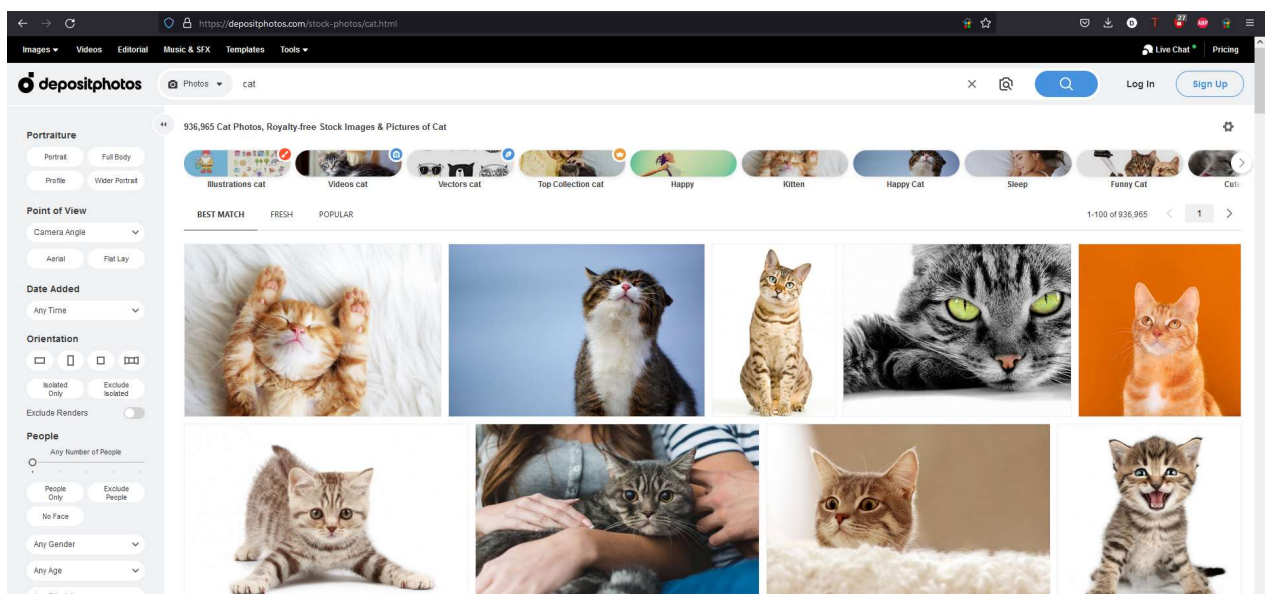 https://depositphotos.com/stock-photos/cat.html
27
ABP
Images Videos Editorial Music & SFX Templates Tools Live Chat Pricing
depositphotos Photos cat Log In Sign Up
936,965 Cat Photos, Royalty-free Stock Images & Pictures of Cat
Illustrations cat Videos cat Vectors cat Top Collection cat Happy Kitten Happy Cat Sleep Funny Cat Cute
BEST MATCH FRESH POPULAR 1-100 of 936,965 1
Portraiture
Portrait Full Body
Profile Wider Portrait
Point of View
Camera Angle
Aerial Flat Lay
Date Added
Any Time
Orientation
Isolated Only Exclude Isolated
Exclude Renders
People
Any Number of People
People Only Exclude People
No Face
Any Gender
Any Age